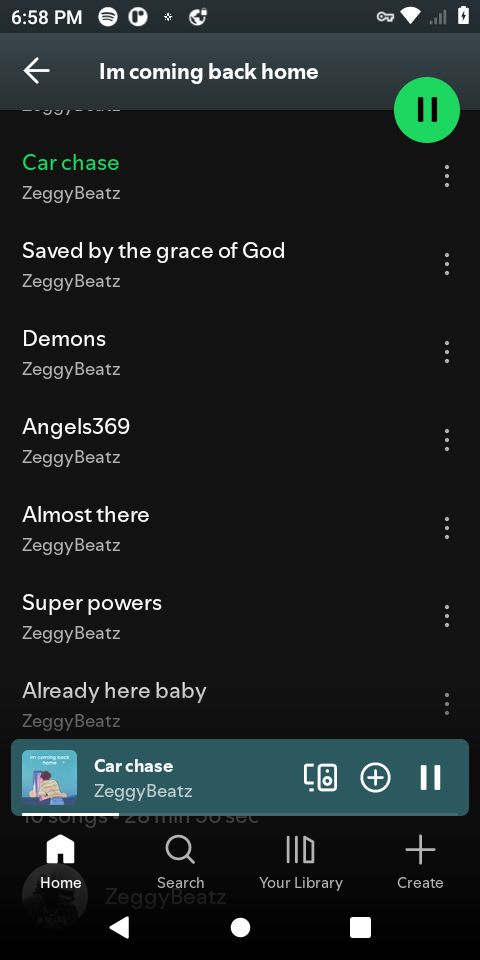 6:58 PM
Im coming back home
ZeggyBeatz
Car chase
ZeggyBeatz
Saved by the grace of God
ZeggyBeatz
Demons
ZeggyBeatz
Angels369
ZeggyBeatz
Almost there
ZeggyBeatz
Super powers
ZeggyBeatz
Already here baby
ZeggyBeatz
im coming back
home
Car chase
ZeggyBeatz
10 songs • 28 min 56 sec
Home
Search
Your Library
Create
ZeggyBeatz